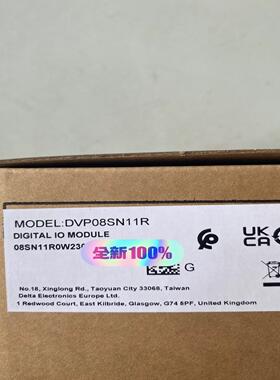 MODEL:DVP08SN11R
DIGITAL IO MODULE
08SN11R0W23
全新100%
UK
CA
G
No.18, Xinglong Rd., Taoyuan City 33068, Taiwan
Delta Electronics Europe Ltd.
1 Redwood Court, East Kilbride, Glasgow, G74 5PF, United Kingdom